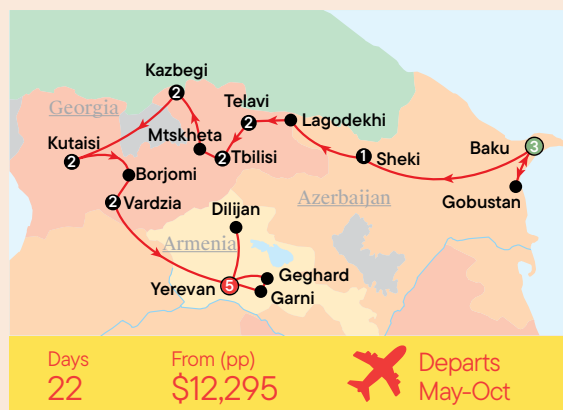 Kazbegi
2
Georgia
Telavi
2
Lagodekhi
Mtskheta
Kutaisi
2
2
Tbilisi
1
Sheki
Baku
3
Borjomi
Gobustan
2
Vardzia
Azerbaijan
Dilijan
Armenia
Geghard
Yerevan
5
Garni
Days
22
From (pp)
$12,295
Departs
May-Oct